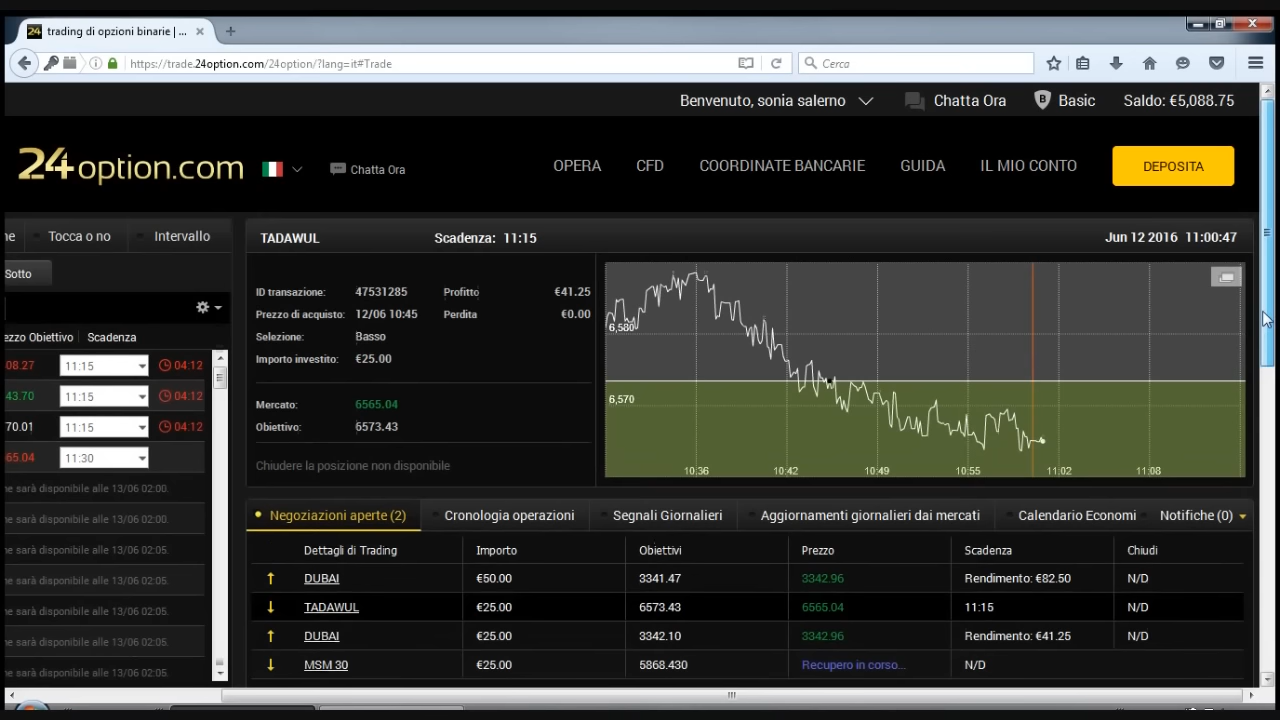 24 trading di opzioni binarie | ...
https://trade.24option.com/24option/?lang=it#Trade
Cerca
Benvenuto, sonia salerno
Chatta Ora
B Basic
Saldo: €5,088.75
24option.com
Chatta Ora
OPERA
CFD
COORDINATE BANCARIE
GUIDA
IL MIO CONTO
DEPOSITA
ne
Tocca o no
Intervallo
Sotto
ezzo Obiettivo Scadenza
08.27 11:15 04:12
43.70 11:15 04:12
70.01 11:15 04:12
65.04 11:30
ne sarà disponibile alle 13/06 02:00.
ne sarà disponibile alle 13/06 02:00.
ne sarà disponibile alle 13/06 02:05.
ne sarà disponibile alle 13/06 02:05.
ne sarà disponibile alle 13/06 02:05.
ne sarà disponibile alle 13/06 02:05.
ne sarà disponibile alle 13/06 02:05.
TADAWUL
Scadenza: 11:15
Jun 12 2016 11:00:47
ID transazione: 47531285 Profitto €41.25
Prezzo di acquisto: 12/06 10:45 Perdita €0.00
Selezione: Basso
Importo investito: €25.00
Mercato: 6565.04
Obiettivo: 6573.43
Chiudere la posizione non disponibile
6,580
6,570
10:36 10:42 10:49 10:55 11:02 11:08
Negoziazioni aperte (2)
Cronologia operazioni
Segnali Giornalieri
Aggiornamenti giornalieri dai mercati
Calendario Economi
Notifiche (0)
Dettagli di Trading Importo Obiettivi Prezzo Scadenza Chiudi
DUBAI €50.00 3341.47 3342.96 Rendimento: €82.50 N/D
TADAWUL €25.00 6573.43 6565.04 11:15 N/D
DUBAI €25.00 3342.10 3342.96 Rendimento: €41.25 N/D
MSM 30 €25.00 5868.430 Recupero in corso... N/D